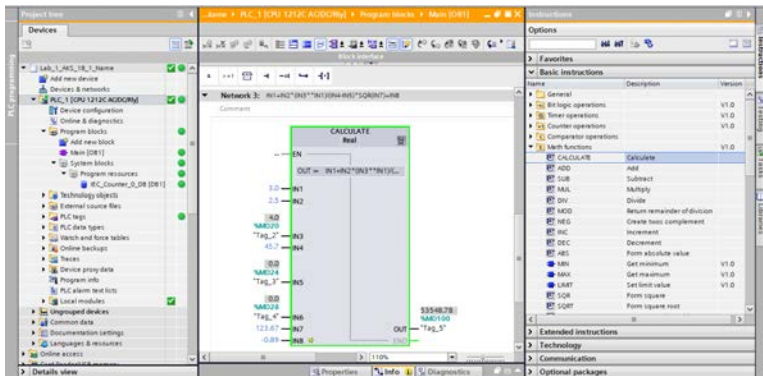 Project tree
...ame ▸ PLC_1 [CPU 1212C AC/DC/Rly] ▸ Program blocks ▸ Main [OB1]
Instructions
Devices
Options
Block interface
Lab_1_AKS_18_1_Name
Add new device
Devices & networks
PLC_1 [CPU 1212C AC/DC/Rly]
Device configuration
Online & diagnostics
Program blocks
Add new block
Main [OB1]
System blocks
Program resources
IEC_Counter_0_DB [DB1]
Technology objects
External source files
PLC tags
PLC data types
Watch and force tables
Online backups
Traces
Device proxy data
Program info
PLC alarm text lists
Local modules
Ungrouped devices
Common data
Documentation settings
Languages & resources
Online access
Details view
PLC programming
Network 3:
Comment
CALCULATE
Real
EN
OUT = IN1+IN2*(IN3**IN1)/(...
3.0 IN1
2.5 IN2
4.0
%MD20
"Tag_2" IN3
45.7 IN4
0.0
%MD24
"Tag_3" IN5
0.0
%MD28
"Tag_4" IN6
123.67 IN7
-0.89 IN8
53548.78
%MD100
OUT "Tag_5"
ENO
110%
Properties
Info
Diagnostics
Favorites
Basic instructions
Name Description Version
General
Bit logic operations V1.0
Timer operations V1.0
Counter operations V1.0
Comparator operations
Math functions V1.0
CALCULATE Calculate
ADD Add
SUB Subtract
MUL Multiply
DIV Divide
MOD Return remainder of division
NEG Create twos complement
INC Increment
DEC Decrement
ABS Form absolute value
MIN Get minimum V1.0
MAX Get maximum V1.0
LIMIT Set limit value V1.0
SQR Form square
SQRT Form square root
Extended instructions
Technology
Communication
Optional packages
Instructions
Testing
Tasks
Libraries